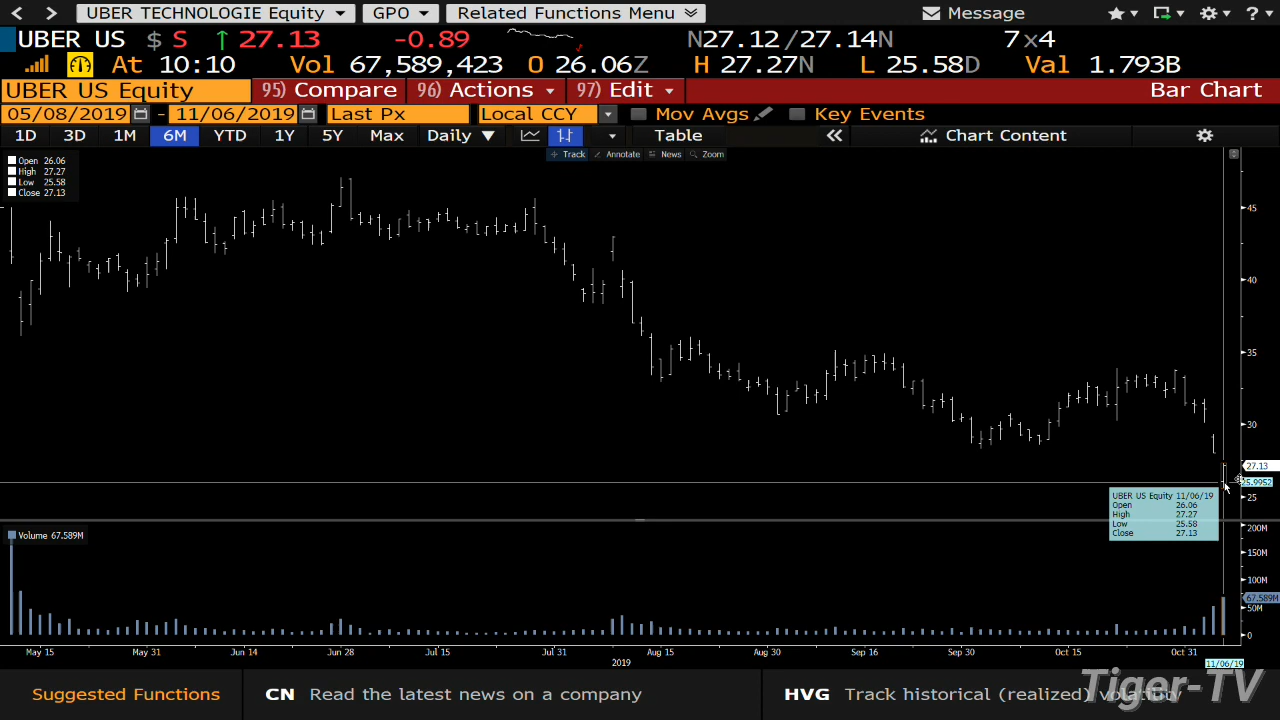 UBER TECHNOLOGIE Equity GPO Related Functions Menu Message ?
UBER US $ S ↑ 27.13 -0.89 N27.12/27.14N 7x4
At 10:10 Vol 67,589,423 O 26.06Z H 27.27N L 25.58D Val 1.793B
UBER US Equity 95) Compare 96) Actions 97) Edit Bar Chart
05/08/2019 - 11/06/2019 Last Px Local CCY Mov Avgs Key Events
1D 3D 1M 6M YTD 1Y 5Y Max Daily ▼ Table « Chart Content
Track Annotate News Zoom
Open 26.06
High 27.27
Low 25.58
Close 27.13
45
40
35
30
27.13
25.9952
25
UBER US Equity 11/06/19
Open 26.06
High 27.27
Low 25.58
Close 27.13
Volume 67.589M
200M
150M
100M
67.589M
50M
0
May 15 May 31 Jun 14 Jun 28 Jul 15 Jul 31 Aug 15 Aug 30 Sep 16 Sep 30 Oct 15 Oct 31
2019 11/06/19
Suggested Functions CN Read the latest news on a company HVG Track historical (realized) volatility
Tiger-TV